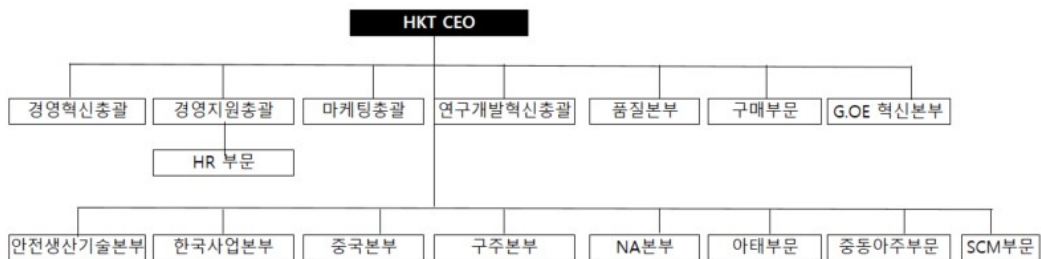 HKT CEO
경영혁신총괄 경영지원총괄 마케팅총괄 연구개발혁신총괄 품질본부 구매부문 G.OE 혁신본부
HR 부문
안전생산기술본부 한국사업본부 중국본부 구주본부 NA본부 아태부문 중동아주부문 SCM부문